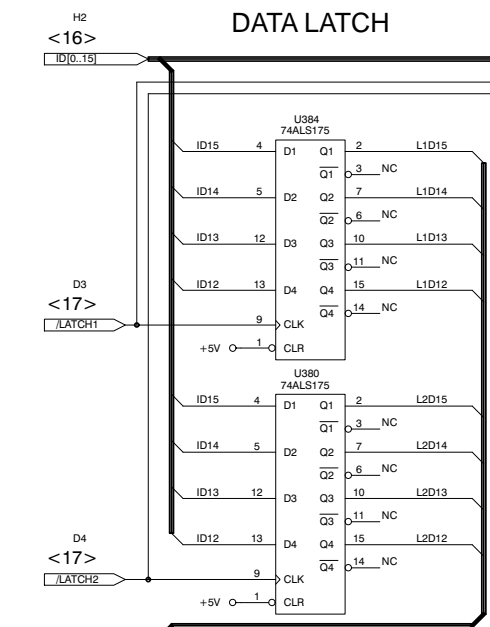 DATA LATCH
H2
<16>
ID[0..15]
U384
74ALS175
ID15 4 D1 Q1 2 L1D15
Q1 3 NC
ID14 5 D2 Q2 7 L1D14
Q2 6 NC
ID13 12 D3 Q3 10 L1D13
Q3 11 NC
ID12 13 D4 Q4 15 L1D12
Q4 14 NC
D3
<17>
/LATCH1
9 CLK
+5V 1 CLR
U380
74ALS175
ID15 4 D1 Q1 2 L2D15
Q1 3 NC
ID14 5 D2 Q2 7 L2D14
Q2 6 NC
ID13 12 D3 Q3 10 L2D13
Q3 11 NC
ID12 13 D4 Q4 15 L2D12
Q4 14 NC
D4
<17>
/LATCH2
9 CLK
+5V 1 CLR